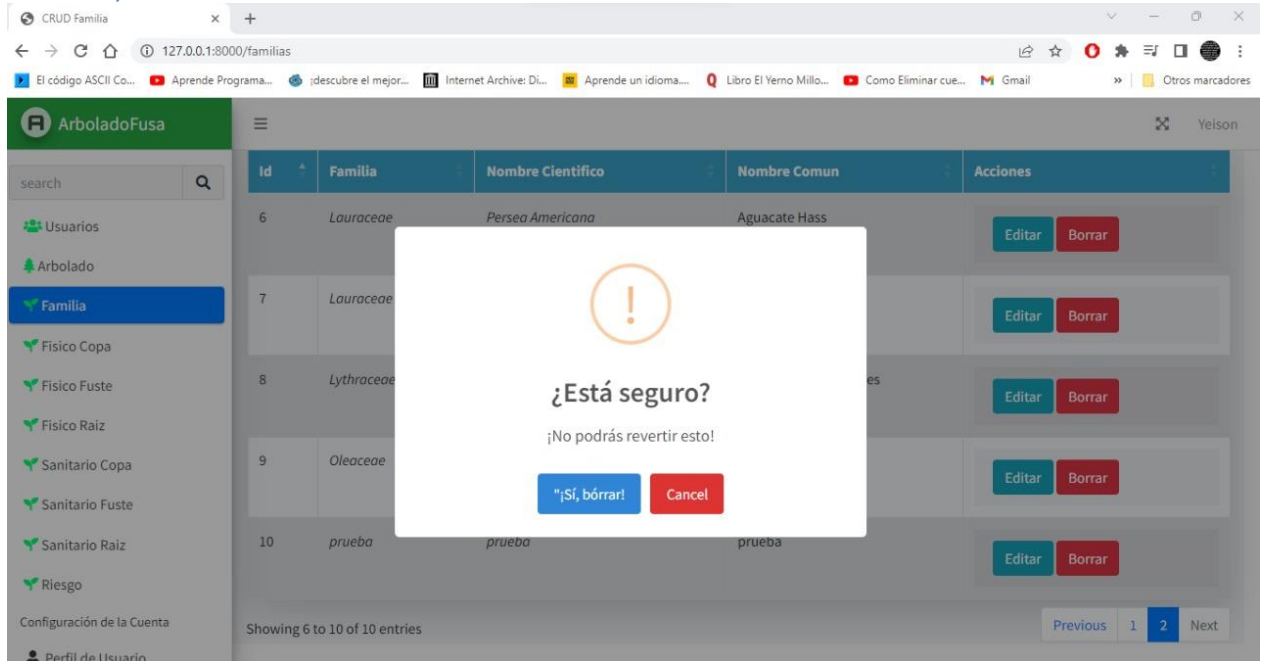 CRUD Familia
127.0.0.1:8000/familias
El código ASCII Co... Aprende Programa... ¡descubre el mejor... Internet Archive: Di... Aprende un idioma.... Libro El Yerno Millo... Como Eliminar cue... Gmail » Otros marcadores
ArboladoFusa Yeison
search
Usuarios
Arbolado
Familia
Fisico Copa
Fisico Fuste
Fisico Raiz
Sanitario Copa
Sanitario Fuste
Sanitario Raiz
Riesgo
Configuración de la Cuenta
Perfil de Usuario
Id Familia Nombre Cientifico Nombre Comun Acciones
6 Lauraceae Persea Americana Aguacate Hass Editar Borrar
7 Lauraceae Editar Borrar
8 Lythraceae es Editar Borrar
9 Oleaceae Editar Borrar
10 prueba prueba prueba Editar Borrar
Showing 6 to 10 of 10 entries Previous 1 2 Next
!
¿Está seguro?
¡No podrás revertir esto!
"¡Sí, bórrar! Cancel